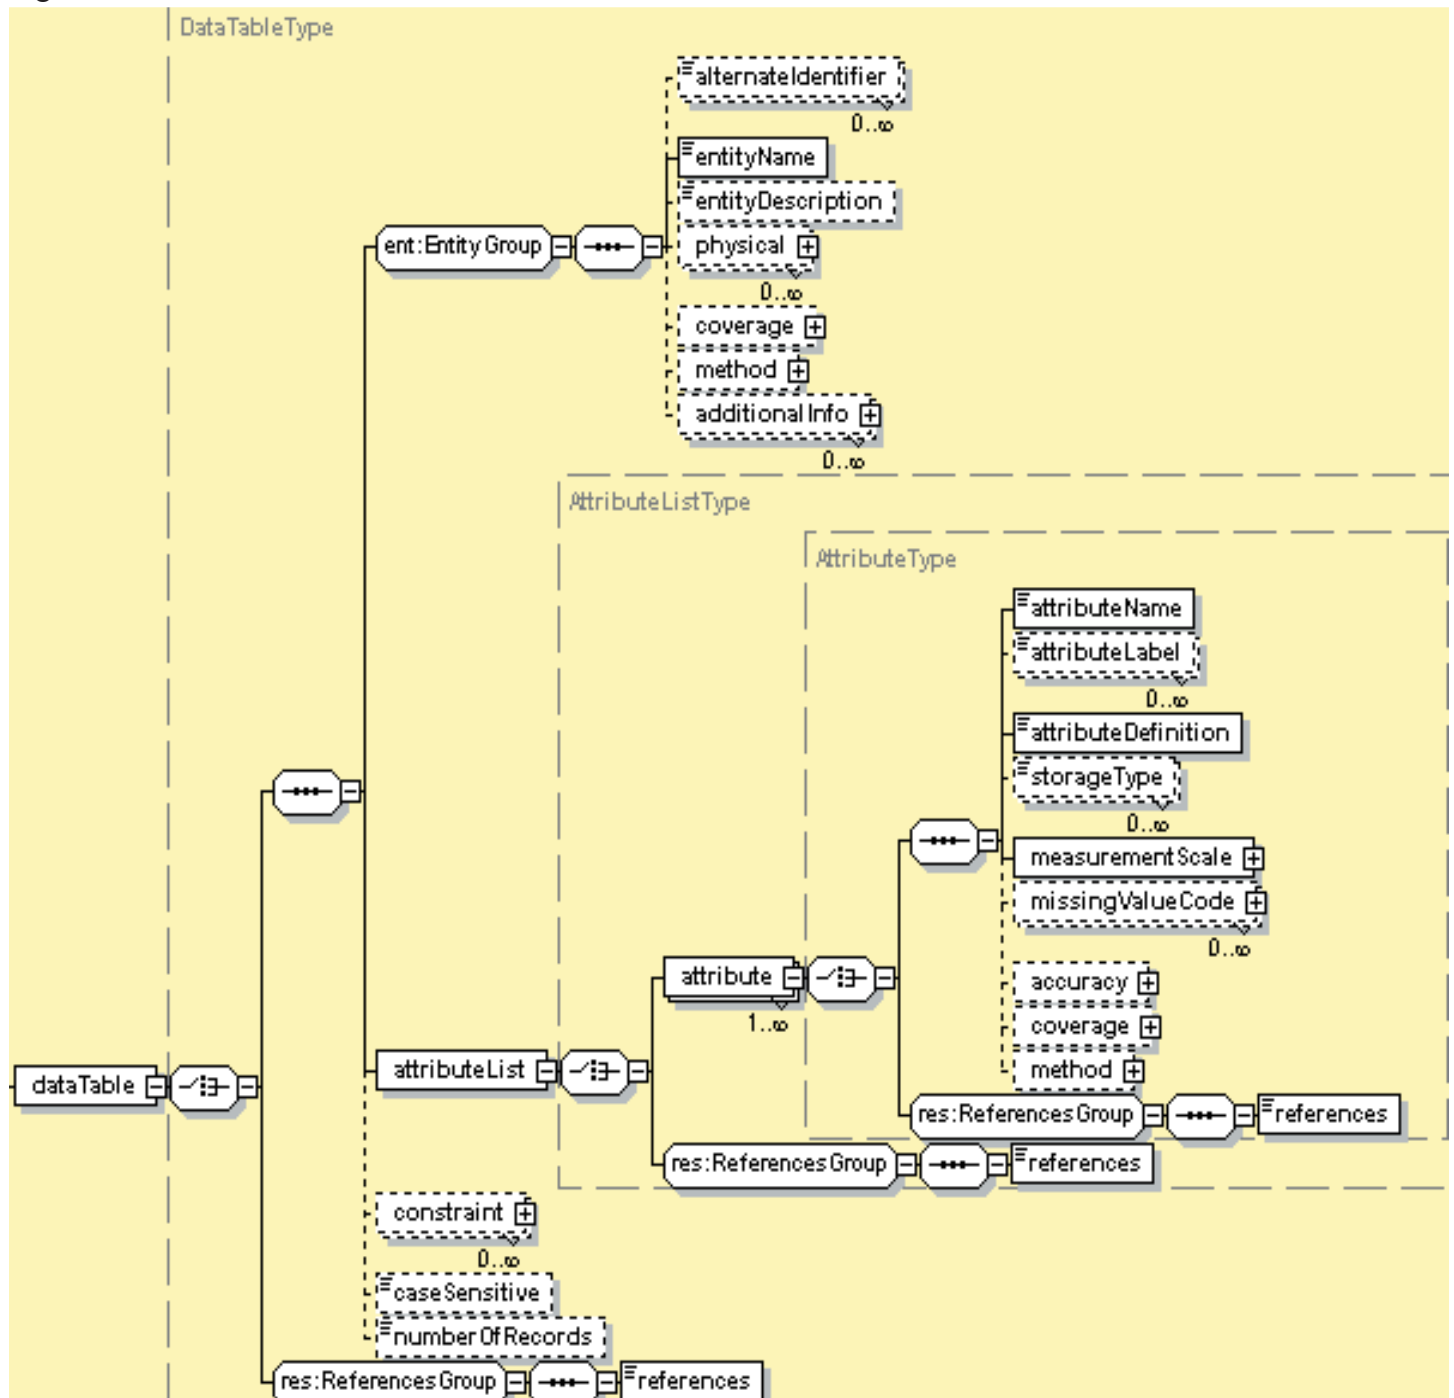 DataTableType
alternateIdentifier
0..∞
entityName
entityDescription
ent:EntityGroup
physical
0..∞
coverage
method
additionalInfo
0..∞
AttributeListType
AttributeType
attributeName
attributeLabel
0..∞
attributeDefinition
storageType
0..∞
measurementScale
missingValueCode
0..∞
attribute
1..∞
accuracy
coverage
method
dataTable
attributeList
res:ReferencesGroup
references
res:ReferencesGroup
references
constraint
0..∞
caseSensitive
numberOfRecords
res:ReferencesGroup
references